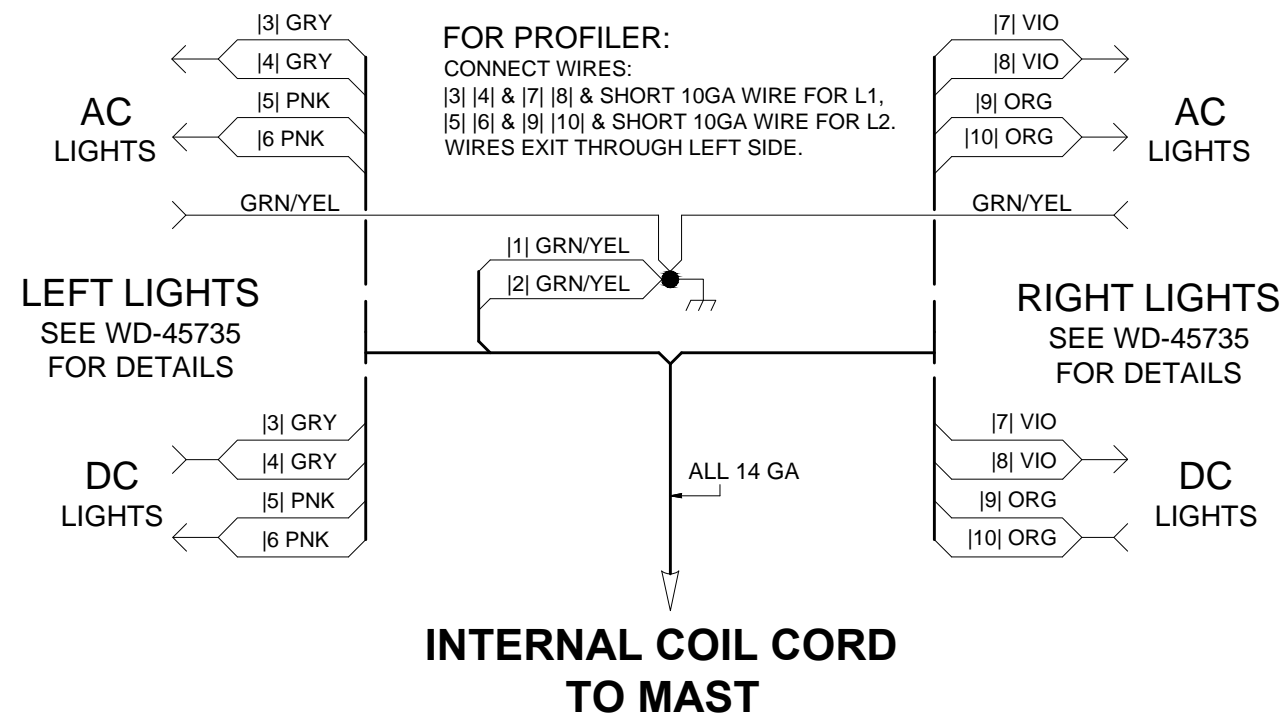 |3| GRY
|4| GRY
|5| PNK
|6 PNK
AC
LIGHTS
GRN/YEL
FOR PROFILER:
CONNECT WIRES:
|3| |4| & |7| |8| & SHORT 10GA WIRE FOR L1,
|5| |6| & |9| |10| & SHORT 10GA WIRE FOR L2.
WIRES EXIT THROUGH LEFT SIDE.
|7| VIO
|8| VIO
|9| ORG
|10| ORG
AC
LIGHTS
GRN/YEL
|1| GRN/YEL
|2| GRN/YEL
LEFT LIGHTS
SEE WD-45735
FOR DETAILS
RIGHT LIGHTS
SEE WD-45735
FOR DETAILS
|3| GRY
|4| GRY
|5| PNK
|6 PNK
DC
LIGHTS
ALL 14 GA
|7| VIO
|8| VIO
|9| ORG
|10| ORG
DC
LIGHTS
INTERNAL COIL CORD
TO MAST